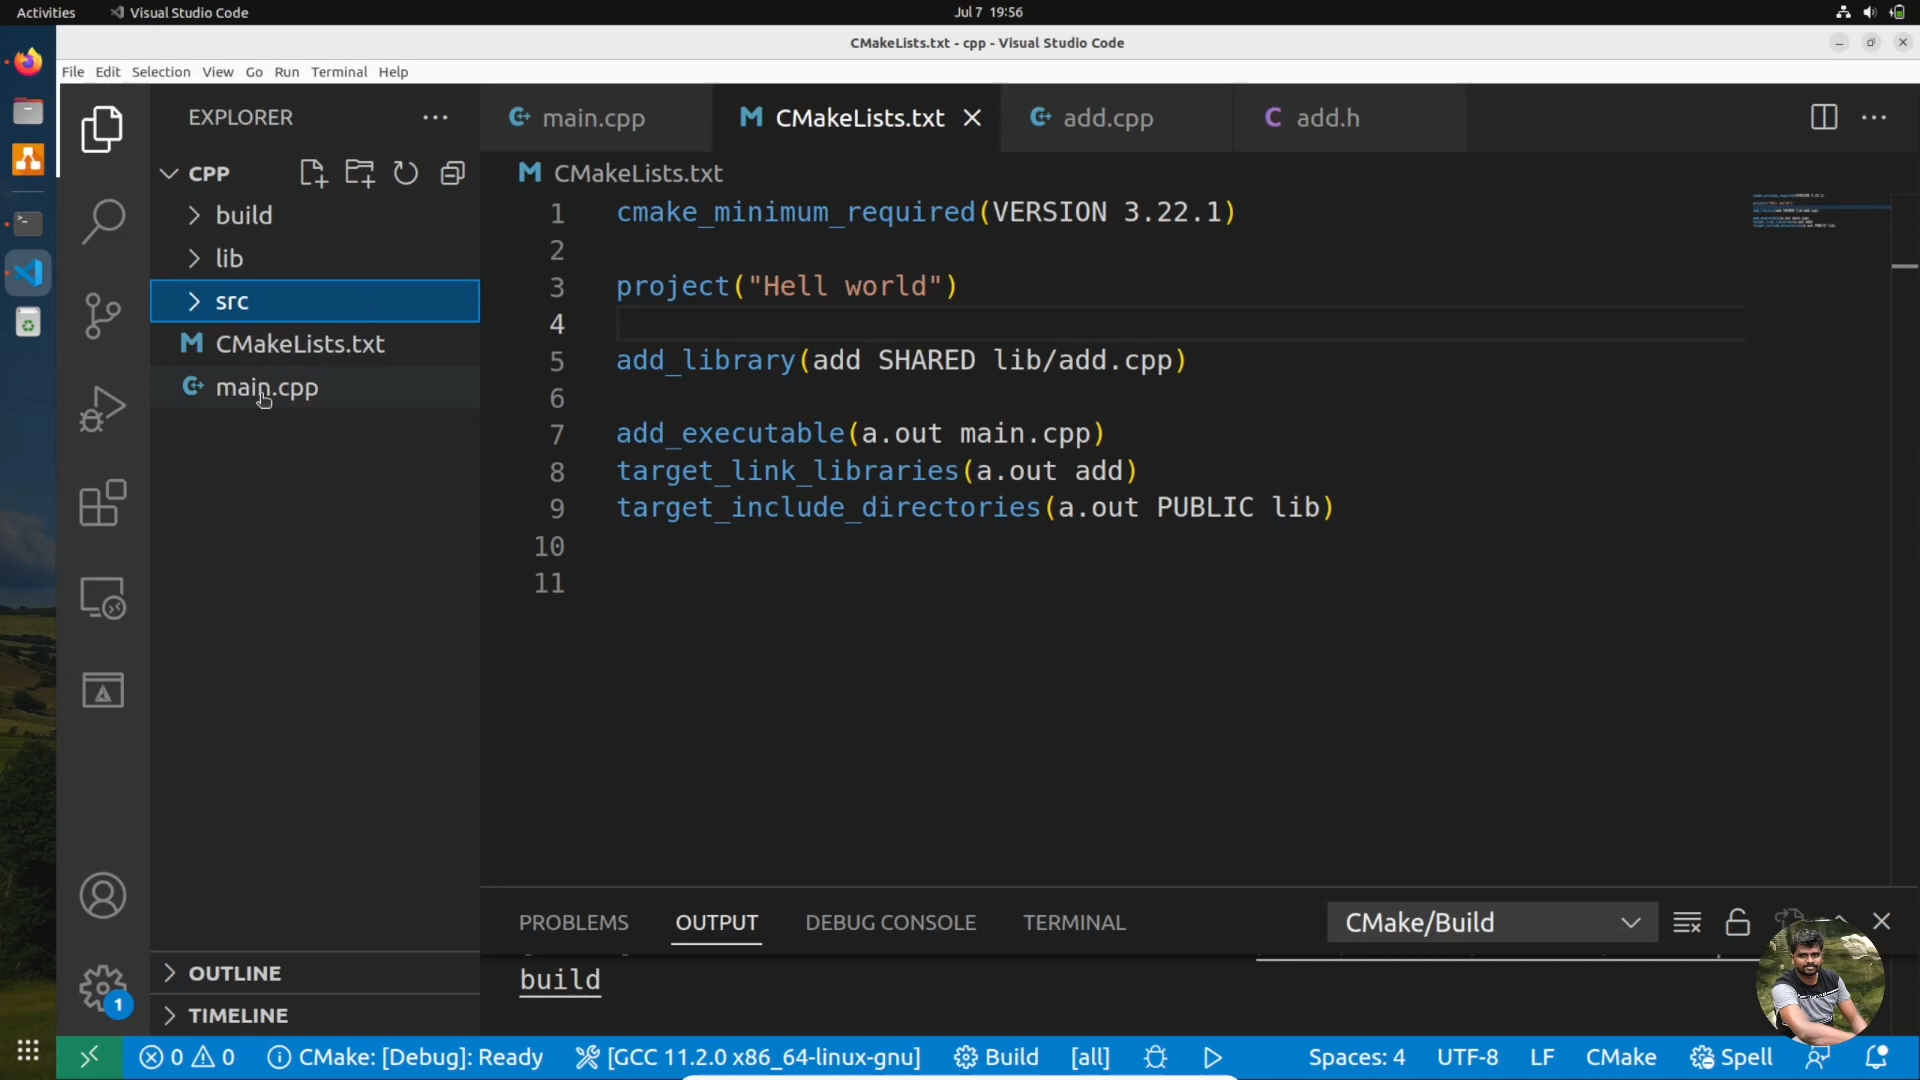 Activities
Visual Studio Code
Jul 7 19:56
CMakeLists.txt - cpp - Visual Studio Code
File Edit Selection View Go Run Terminal Help
EXPLORER
main.cpp
CMakeLists.txt
add.cpp
add.h
CPP
CMakeLists.txt
build
lib
src
CMakeLists.txt
main.cpp
1 cmake_minimum_required(VERSION 3.22.1)
2
3 project("Hell world")
4
5 add_library(add SHARED lib/add.cpp)
6
7 add_executable(a.out main.cpp)
8 target_link_libraries(a.out add)
9 target_include_directories(a.out PUBLIC lib)
10
11
PROBLEMS OUTPUT DEBUG CONSOLE TERMINAL
CMake/Build
build
OUTLINE
TIMELINE
1
0 0 CMake: [Debug]: Ready [GCC 11.2.0 x86_64-linux-gnu] Build [all] Spaces: 4 UTF-8 LF CMake Spell